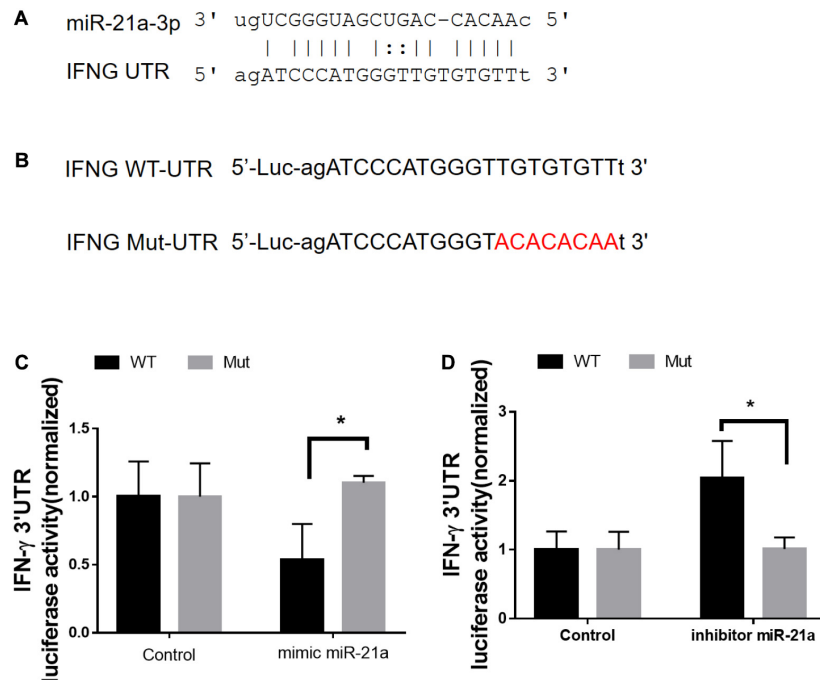 A
miR-21a-3p 3' ugUCGGGUAGCUGAC-CACAAc 5'
| ||||| |::|| |||||
IFNG UTR 5' agATCCCATGGGTTGTGTGTTt 3'
B
IFNG WT-UTR 5'-Luc-agATCCCATGGGTTGTGTGTTt 3'
IFNG Mut-UTR 5'-Luc-agATCCCATGGGTACACACAAt 3'
C
WT Mut
IFN-γ 3'UTR
luciferase activity(normalized)
1.5
1.0
0.5
0.0
*
Control mimic miR-21a
D
WT Mut
IFN-γ 3'UTR
luciferase activity(normalized)
3
2
1
0
*
Control inhibitor miR-21a